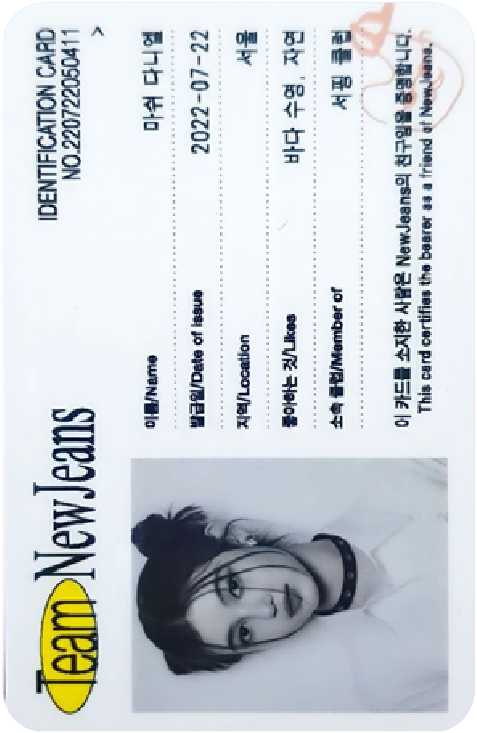 Team NewJeans
IDENTIFICATION CARD
NO.220722050411
>
이름/Name 마쉬 다니엘
발급일/Date of issue 2022-07-22
지역/Location 서울
좋아하는 것/Likes 바다 수영, 자연
소속 클럽/Member of 서핑 클럽
이 카드를 소지한 사람은 NewJeans의 친구임을 증명합니다.
This card certifies the bearer as a friend of NewJeans.